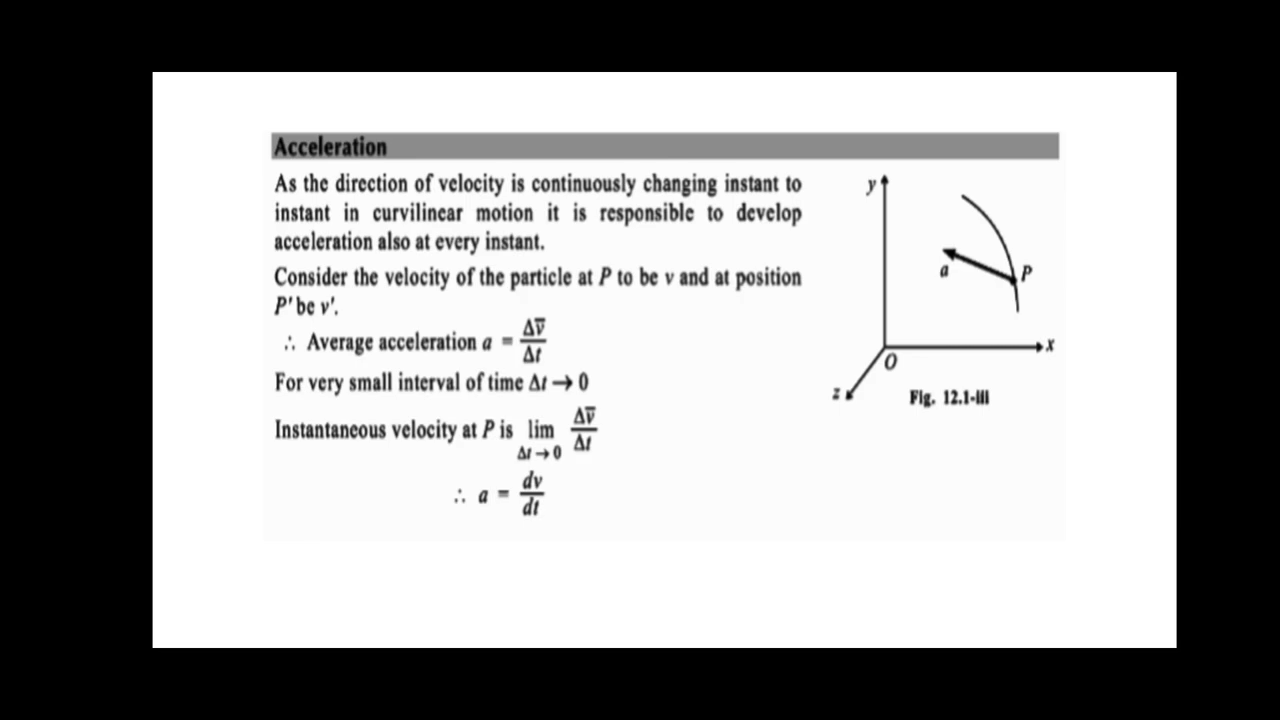 Acceleration
As the direction of velocity is continuously changing instant to
instant in curvilinear motion it is responsible to develop
acceleration also at every instant.
Consider the velocity of the particle at P to be v and at position
P' be v'.
∴ Average acceleration a = Δv̅/Δt
For very small interval of time Δt → 0
Instantaneous velocity at P is lim Δt → 0 Δv̅/Δt
∴ a = dv/dt
y
a
P
x
O
z
Fig. 12.1-iii